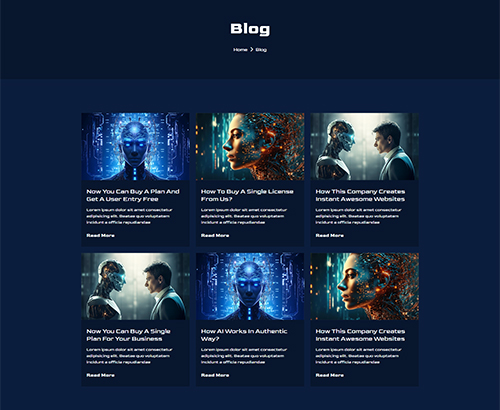 Blog
Home > Blog
Now You Can Buy A Plan And
Get A User Entry Free
Lorem ipsum dolor sit amet consectetur
adipisicing elit. Beatae quo voluptatem
incidunt a officia repudiandae
Read More
How To Buy A Single License
From Us?
Lorem ipsum dolor sit amet consectetur
adipisicing elit. Beatae quo voluptatem
incidunt a officia repudiandae
Read More
How This Company Creates
Instant Awesome Websites
Lorem ipsum dolor sit amet consectetur
adipisicing elit. Beatae quo voluptatem
incidunt a officia repudiandae
Read More
Now You Can Buy A Single
Plan For Your Business
Lorem ipsum dolor sit amet consectetur
adipisicing elit. Beatae quo voluptatem
incidunt a officia repudiandae
Read More
How AI Works In Authentic
Way?
Lorem ipsum dolor sit amet consectetur
adipisicing elit. Beatae quo voluptatem
incidunt a officia repudiandae
Read More
How This Company Creates
Instant Awesome Websites
Lorem ipsum dolor sit amet consectetur
adipisicing elit. Beatae quo voluptatem
incidunt a officia repudiandae
Read More